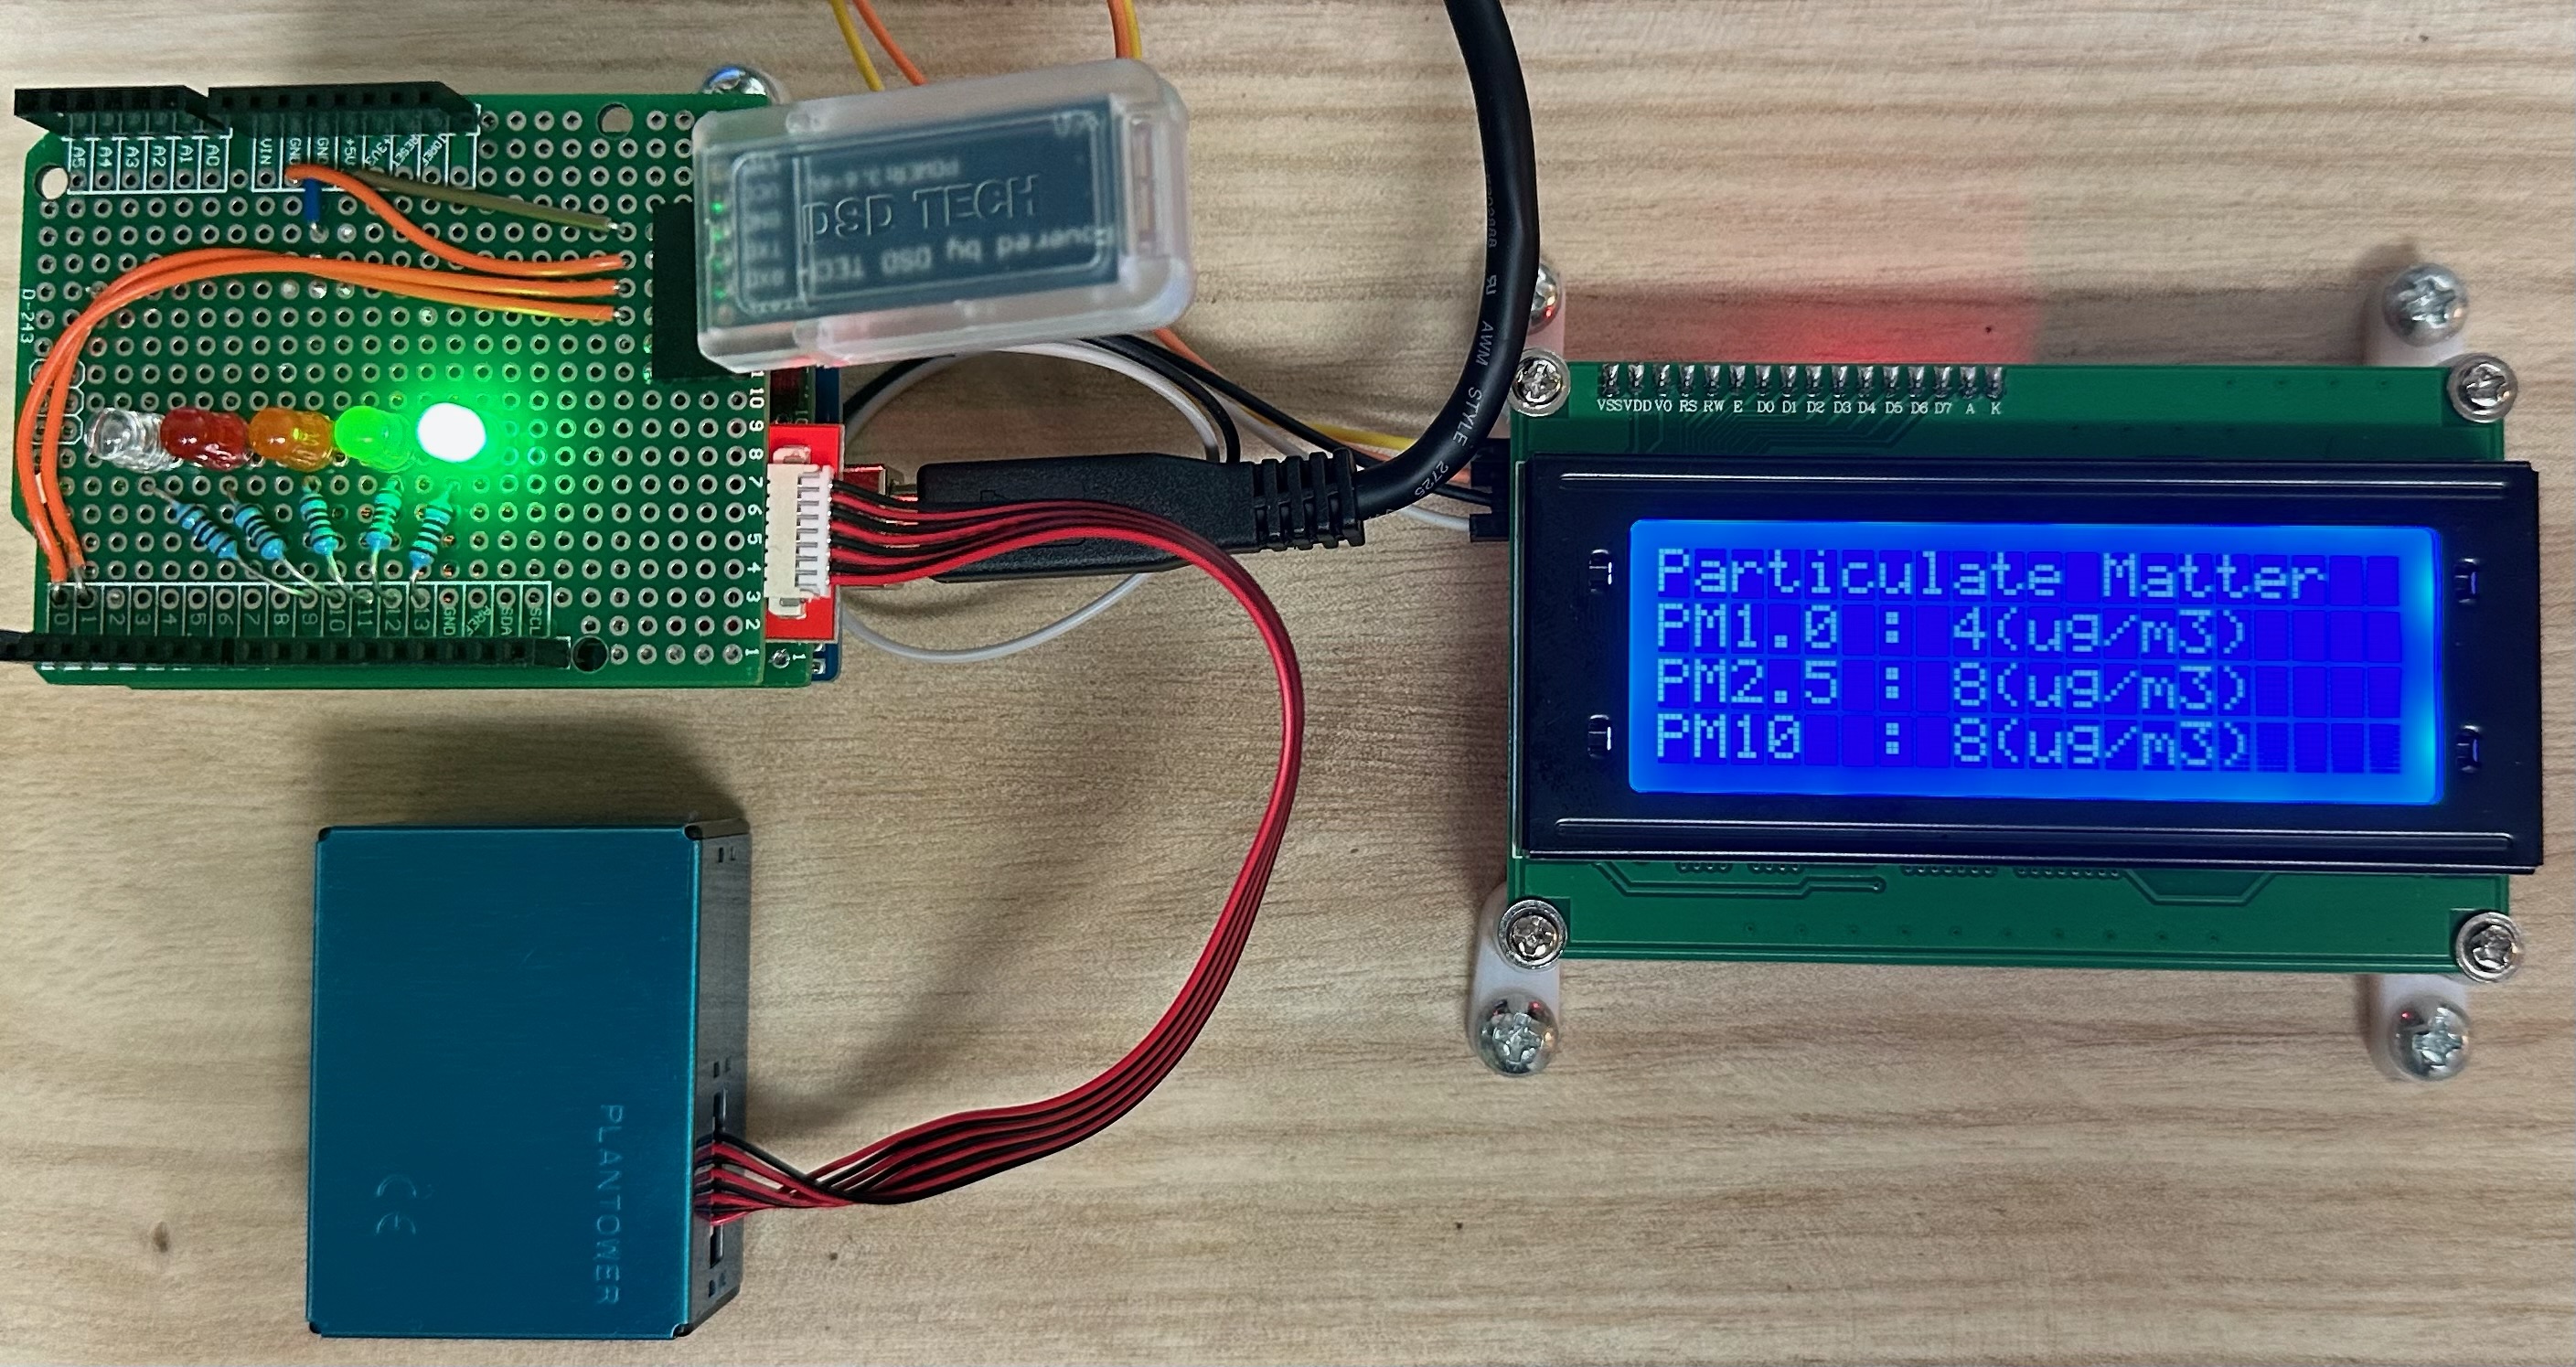 A5 A4 A3 A2 A1 A0
VIN GND GND +5V +3V3 RESET
D-243
DSD TECH
Powered by DSD TECH
AWM STYLE 2725
10
9
8
7
6
5
4
3
2
1
0 1 2 3 4 5 6 7 8 9 10 11 12 13 GND AREF SDA SCL
1
VSS VDD V0 RS RW E D0 D1 D2 D3 D4 D5 D6 D7 A K
Particulate Matter
PM1.0 : 4(ug/m3)
PM2.5 : 8(ug/m3)
PM10 : 8(ug/m3)
PLANTOWER
CE